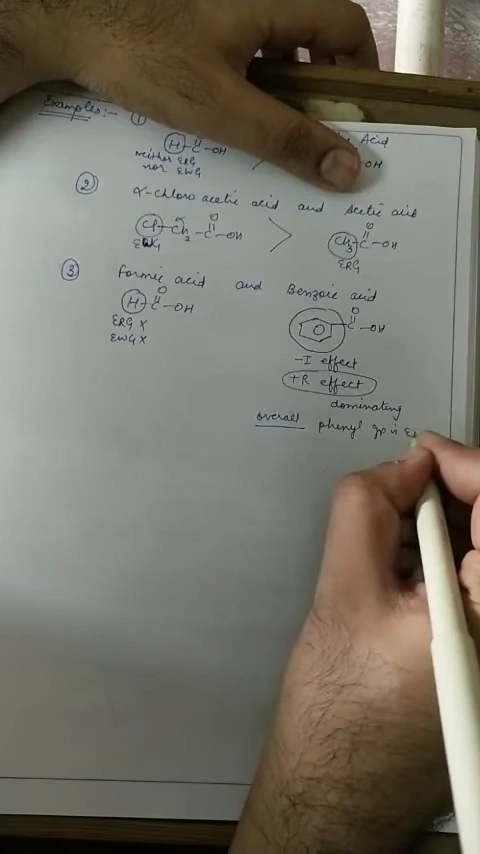 Examples:- ①
Acid
H-C-OH
O
neither ERG
nor EWG
>
OH
② α-chloro acetic acid and Acetic acid
Cl-CH2-C-OH
α O
EWG
>
CH3-C-OH
O
ERG
③ Formic acid and Benzoic acid
H-C-OH
O
ERG X
EWG X
C-OH
O
-I effect
+R effect
dominating
overall phenyl gp is